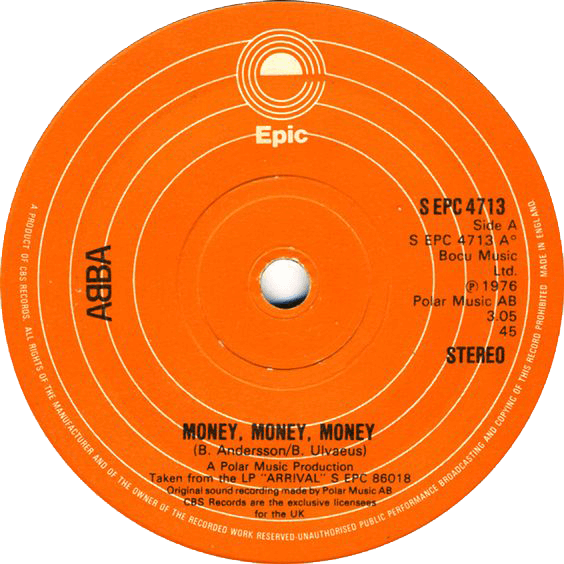 Epic
S EPC 4713
Side A
S EPC 4713 A°
Bocu Music
Ltd.
℗ 1976
Polar Music AB
3.05
45
STEREO
ABBA
MONEY, MONEY, MONEY
(B. Andersson/B. Ulvaeus)
A Polar Music Production
Taken from the LP "ARRIVAL" S EPC 86018
Original sound recording made by Polar Music AB
CBS Records are the exclusive licensees
for the UK
A PRODUCT OF CBS RECORDS. ALL RIGHTS OF THE MANUFACTURER AND OF THE OWNER OF THE RECORDED WORK RESERVED-UNAUTHORISED PUBLIC PERFORMANCE BROADCASTING AND COPYING OF THIS RECORD PROHIBITED MADE IN ENGLAND.